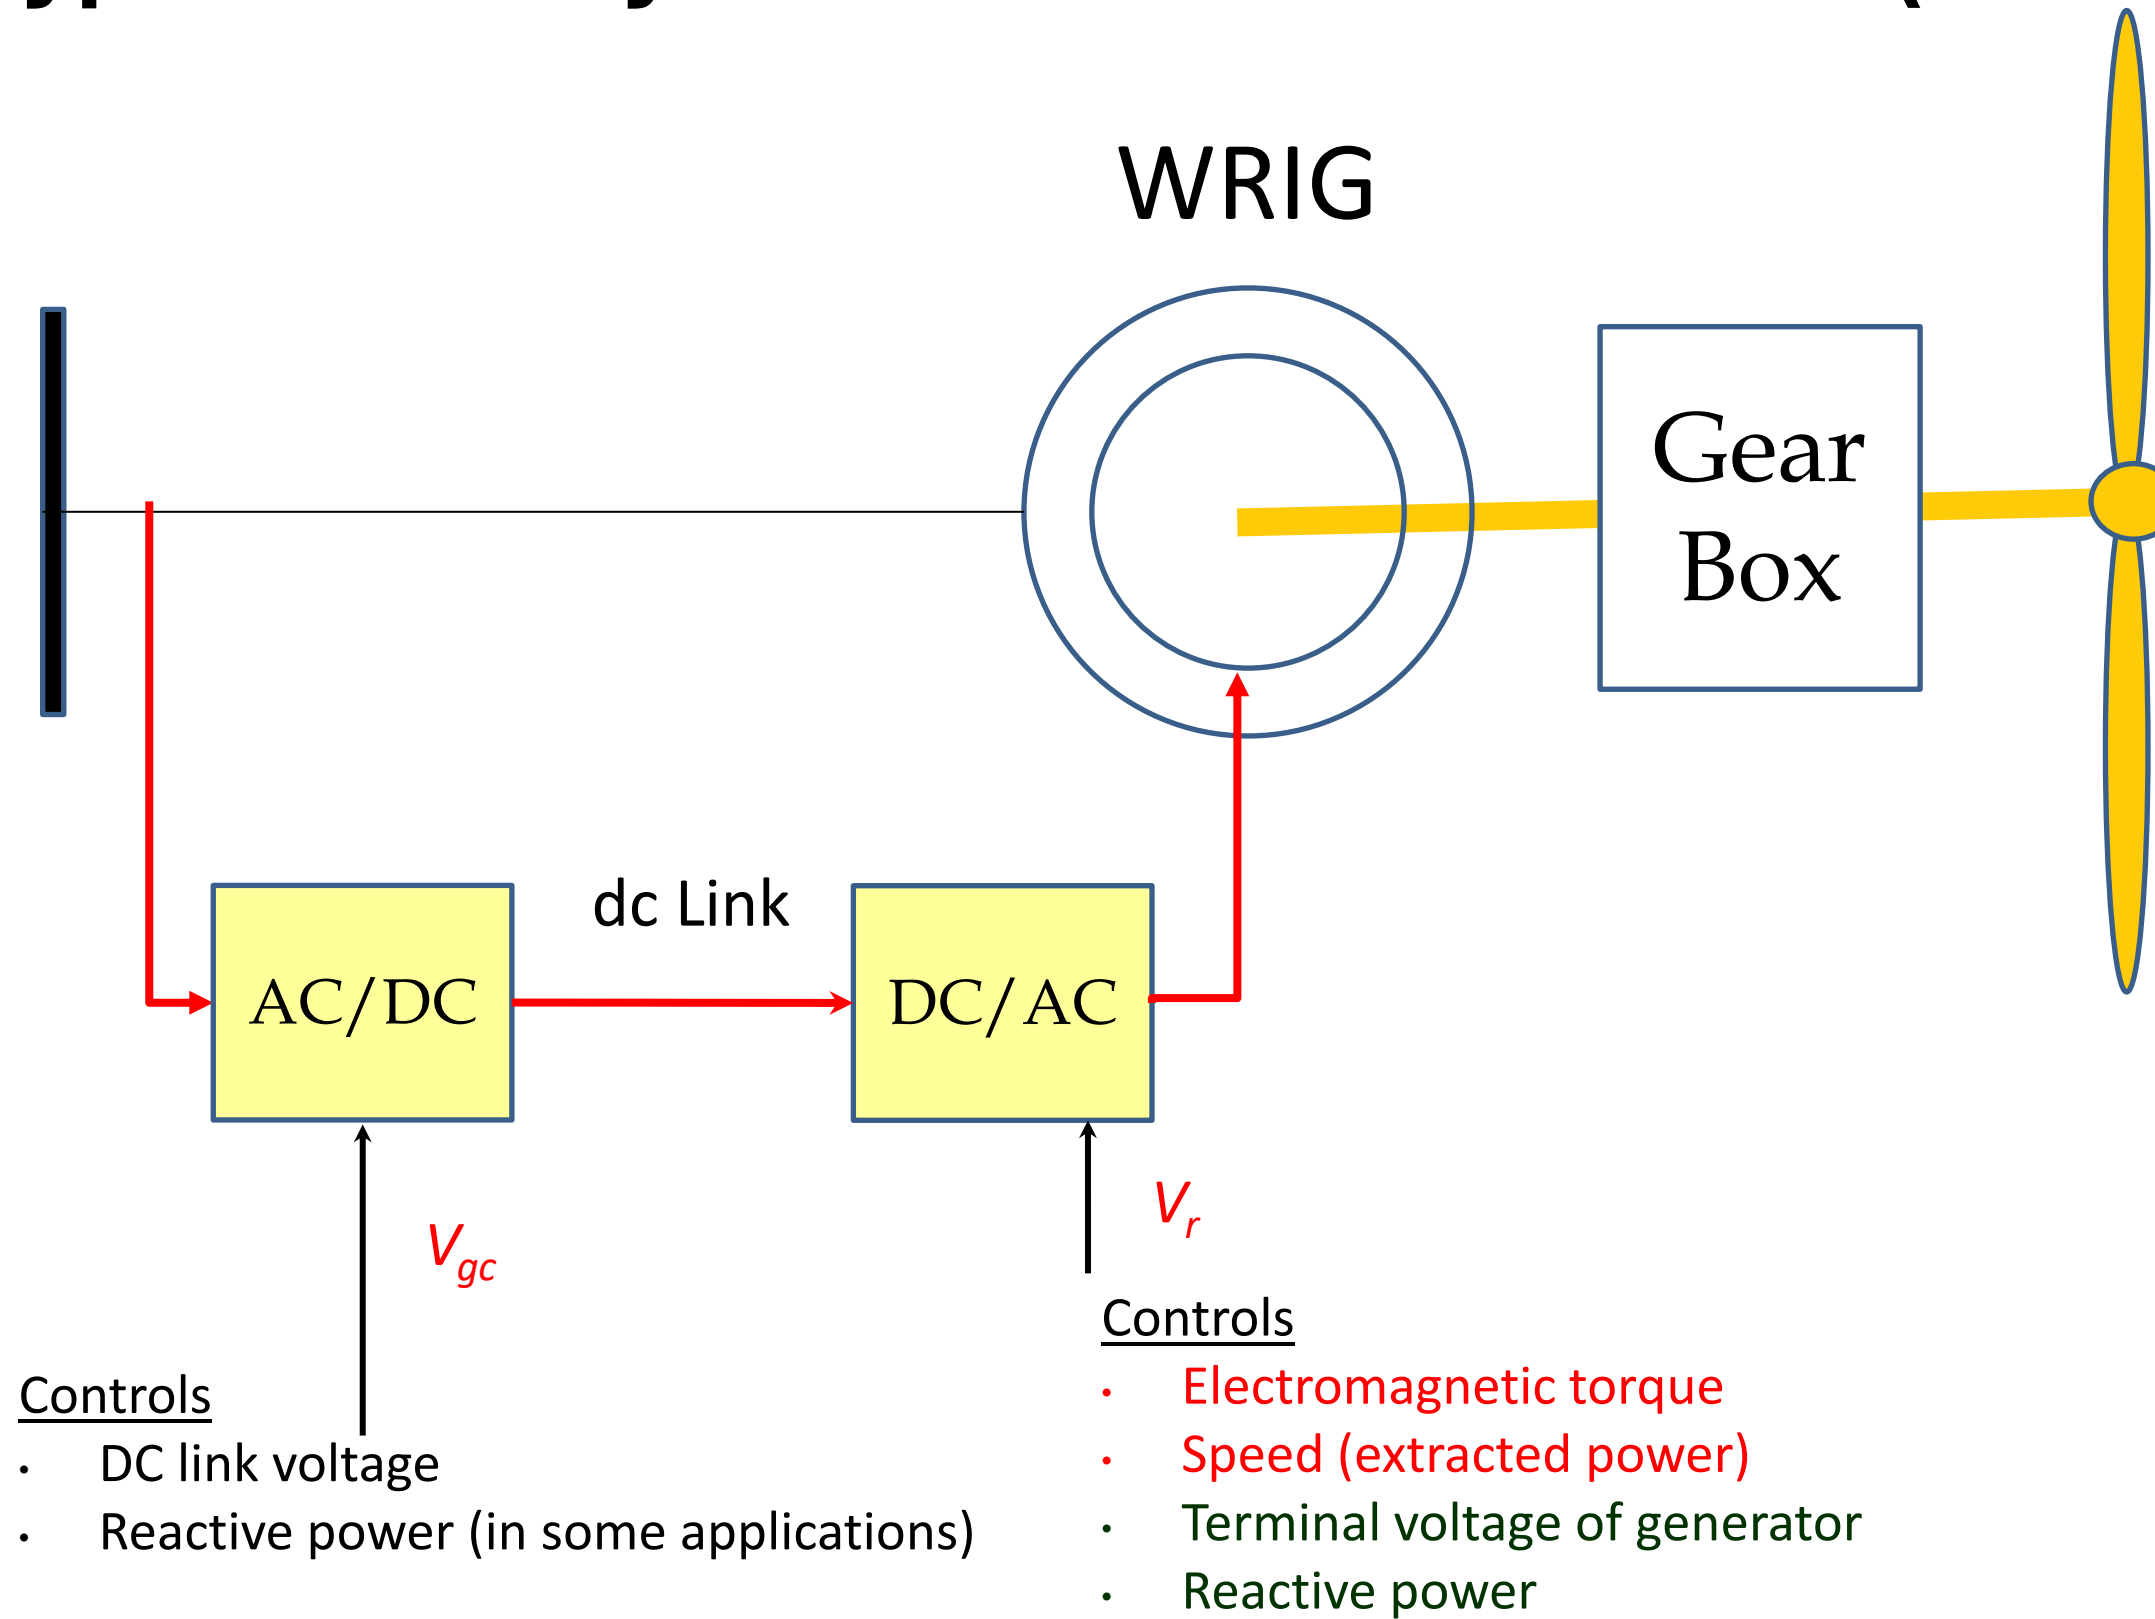 WRIG
Gear
Box
dc Link
AC/DC
DC/AC
Vgc
Vr
Controls
• DC link voltage
• Reactive power (in some applications)
Controls
• Electromagnetic torque
• Speed (extracted power)
• Terminal voltage of generator
• Reactive power